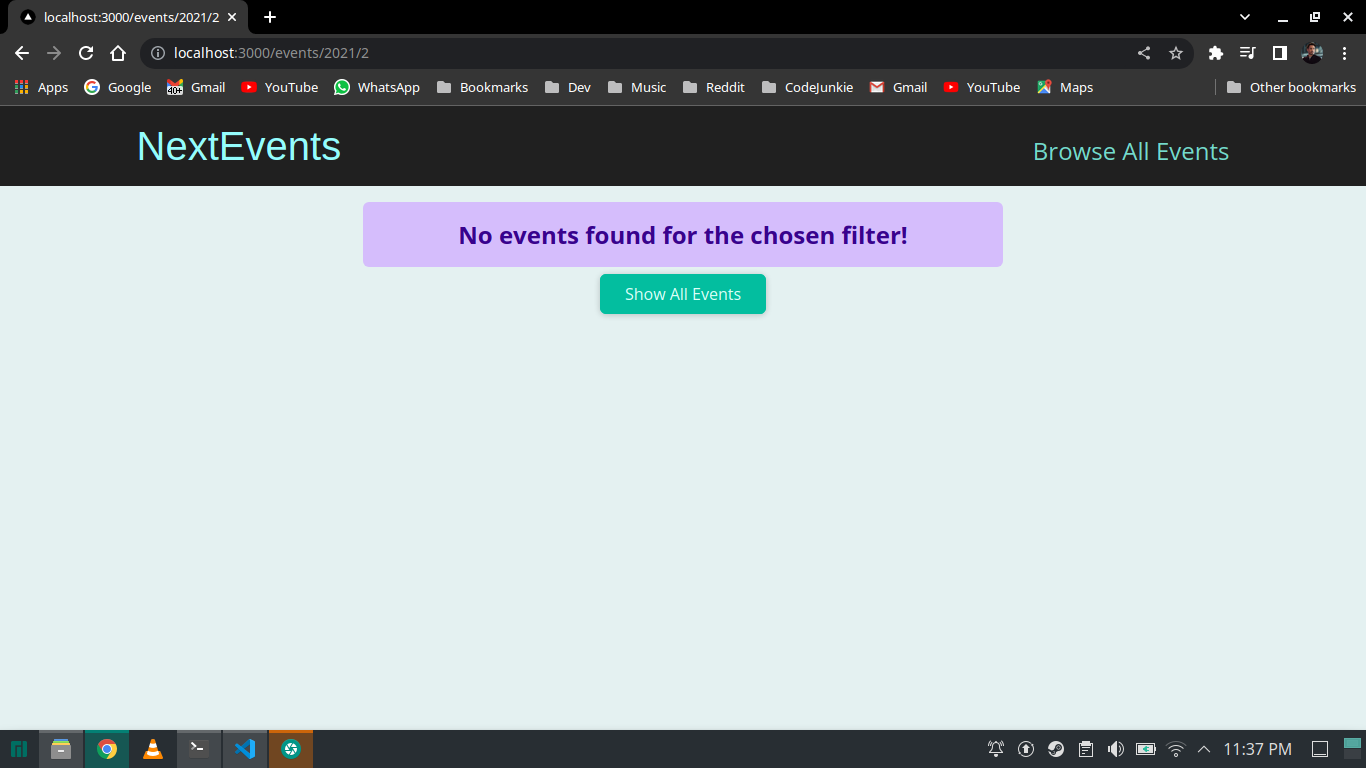 localhost:3000/events/2021/2
localhost:3000/events/2021/2
Apps Google Gmail YouTube WhatsApp Bookmarks Dev Music Reddit CodeJunkie Gmail YouTube Maps Other bookmarks
40+
NextEvents Browse All Events
No events found for the chosen filter!
Show All Events
11:37 PM